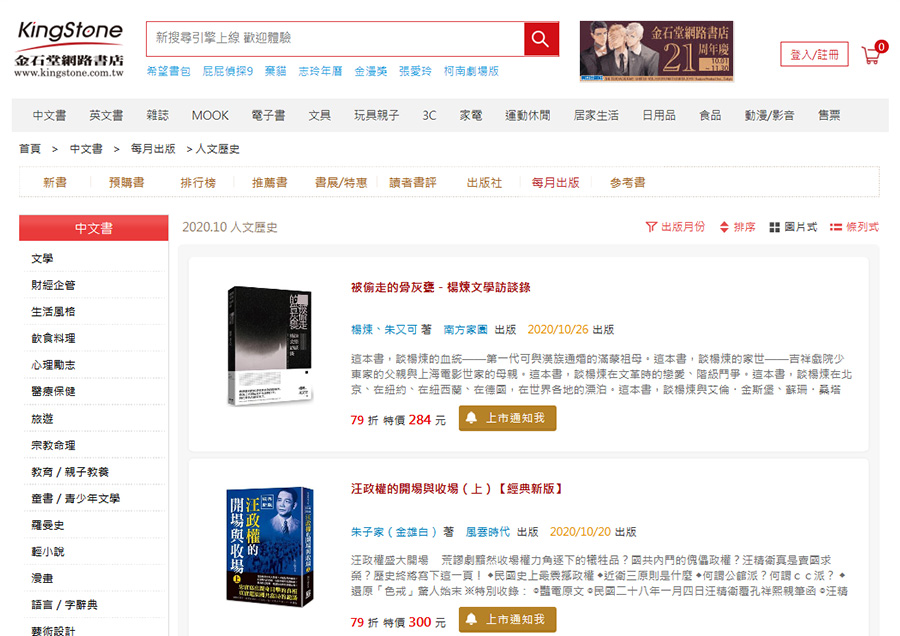 KingStone
金石堂網路書店
www.kingstone.com.tw
新搜尋引擎上線 歡迎體驗
希望書包 屁屁偵探9 葉貓 志玲年曆 金漫獎 張愛玲 柯南劇場版
金石堂網路書店
21 周年慶
10.01
11.30
登入/註冊
0
中文書 英文書 雜誌 MOOK 電子書 文具 玩具親子 3C 家電 運動休閒 居家生活 日用品 食品 動漫/影音 售票
首頁 > 中文書 > 每月出版 > 人文歷史
新書 預購書 排行榜 推薦書 書展/特惠 讀者書評 出版社 每月出版 參考書
中文書
文學
財經企管
生活風格
飲食料理
心理勵志
醫療保健
旅遊
宗教命理
教育 / 親子教養
童書 / 青少年文學
羅曼史
輕小說
漫畫
語言 / 字辭典
藝術設計
2020.10 人文歷史
出版月份 排序 圖片式 條列式
被偷走的骨灰甕 - 楊煉文學訪談錄
楊煉、朱又可 著 南方家園 出版 2020/10/26 出版
這本書，談楊煉的血統——第一代可與漢族通婚的滿蒙祖母。這本書，談楊煉的家世——吉祥戲院少
東家的父親與上海電影世家的母親。這本書，談楊煉在文革時的戀愛、階級鬥爭。這本書，談楊煉在北
京、在紐約、在紐西蘭、在德國，在世界各地的漂泊。這本書，談楊煉與艾倫．金斯堡、蘇珊．桑塔
79 折 特價 284 元 上市通知我
汪政權的開場與收場（上）【經典新版】
朱子家（金雄白） 著 風雲時代 出版 2020/10/20 出版
汪政權盛大開場 荒謬劇黯然收場權力角逐下的犧牲品？國共內鬥的傀儡政權？汪精衛真是賣國求
榮？歷史終將寫下這一頁！ ◆民國史上最震撼政權 ◆近衛三原則是什麼 ◆何謂公館派？何謂ｃｃ派？ ◆
還原「色戒」驚人始末 ※特別收錄： ◎豔電原文 ◎民國二十八年一月四日汪精衛覆孔祥熙親筆函 ◎汪精
79 折 特價 300 元 上市通知我
被偷走
的骨灰甕
汪政權的
開場與收場
上